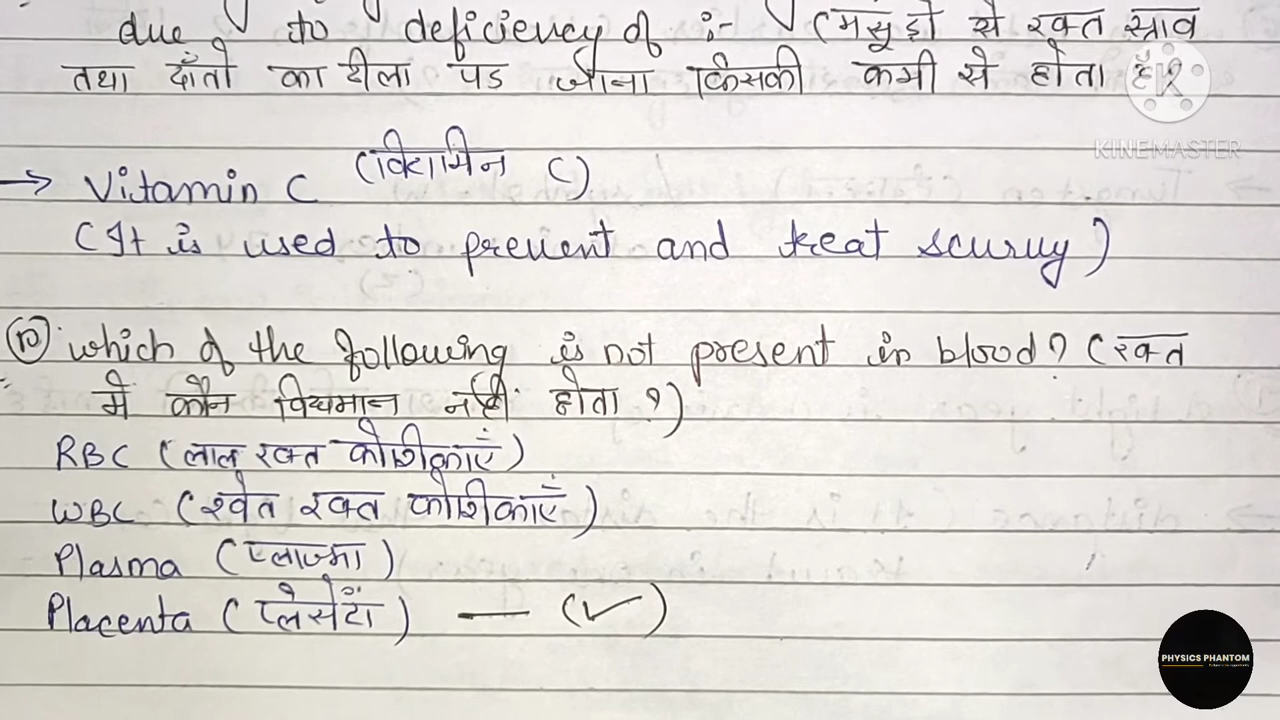 due to deficiency of :- (मसूड़ो से रक्त स्त्राव
तथा दाँतो का ढीला पड जाना किसकी कमी से होता है?
KINEMASTER
→ Vitamin C (विटामिन C)
(It is used to prevent and treat scurvy)
⑩ which of the following is not present in blood? (रक्त
मे कौन विद्यमान नही होता ?)
RBC (लाल रक्त कोशीकाएँ)
WBC (श्वेत रक्त कोशीकाएँ)
Plasma (प्लाज्मा)
Placenta (प्लेसेंटा) — (✓)
PHYSICS PHANTOM